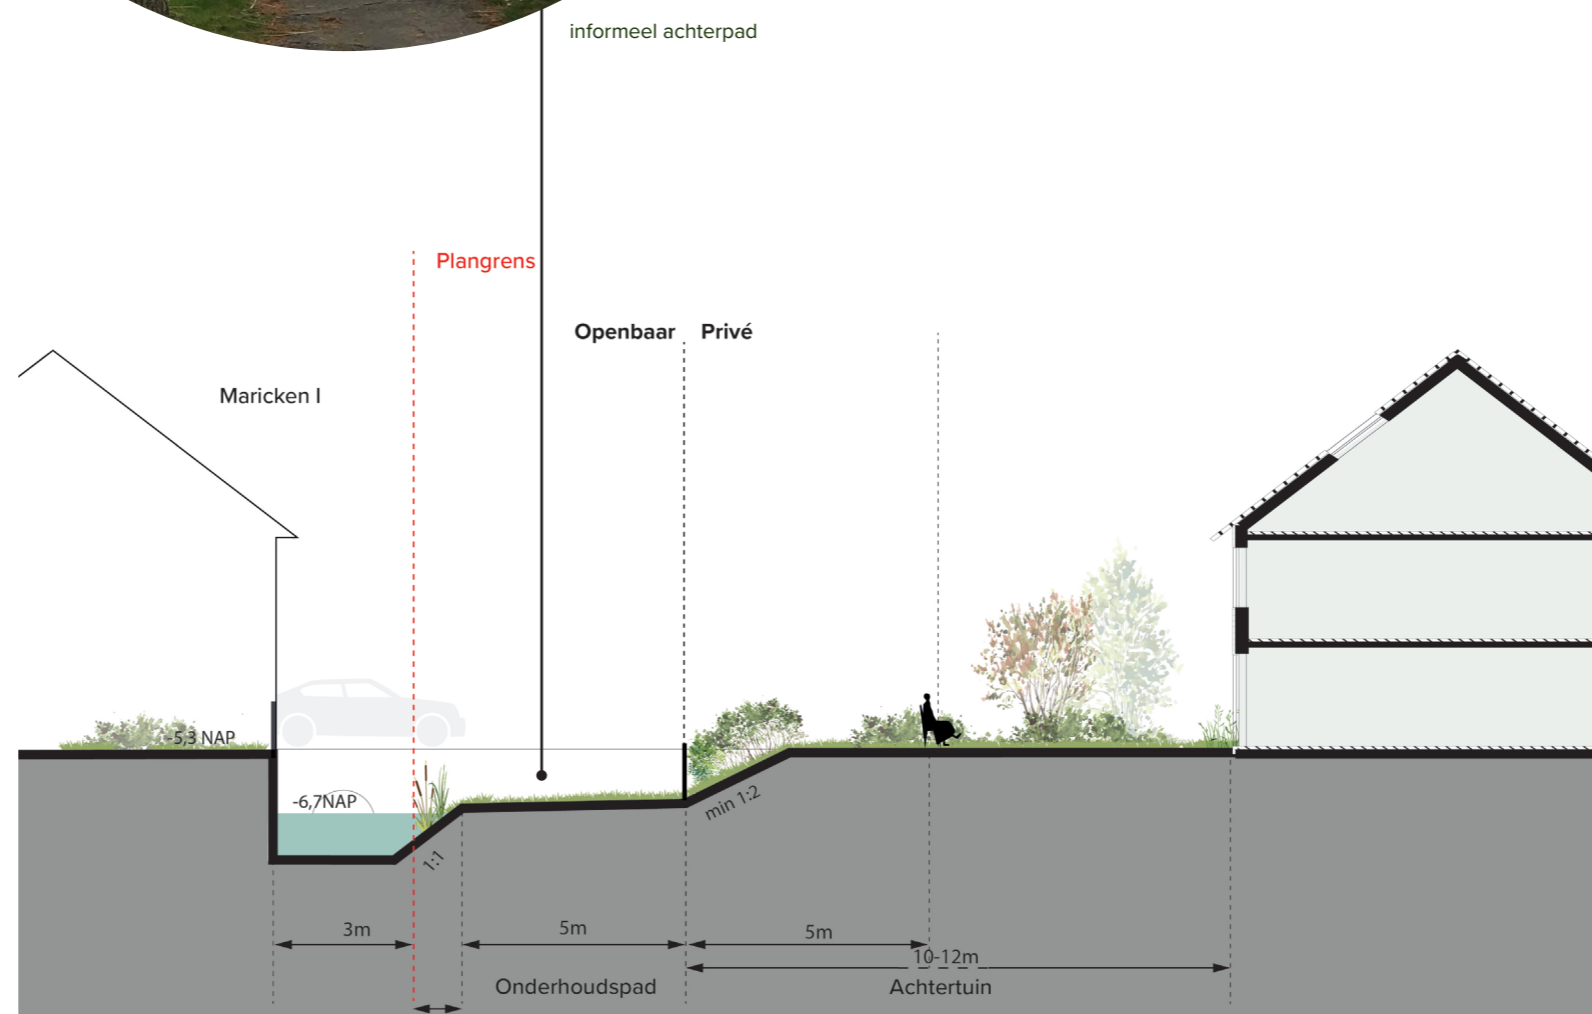 informeel achterpad
Plangrens
Openbaar
Privé
Maricken I
-5,3 NAP
-6,7NAP
1:1
min 1:2
3m
5m
5m
10-12m
Onderhoudspad
Achtertuin